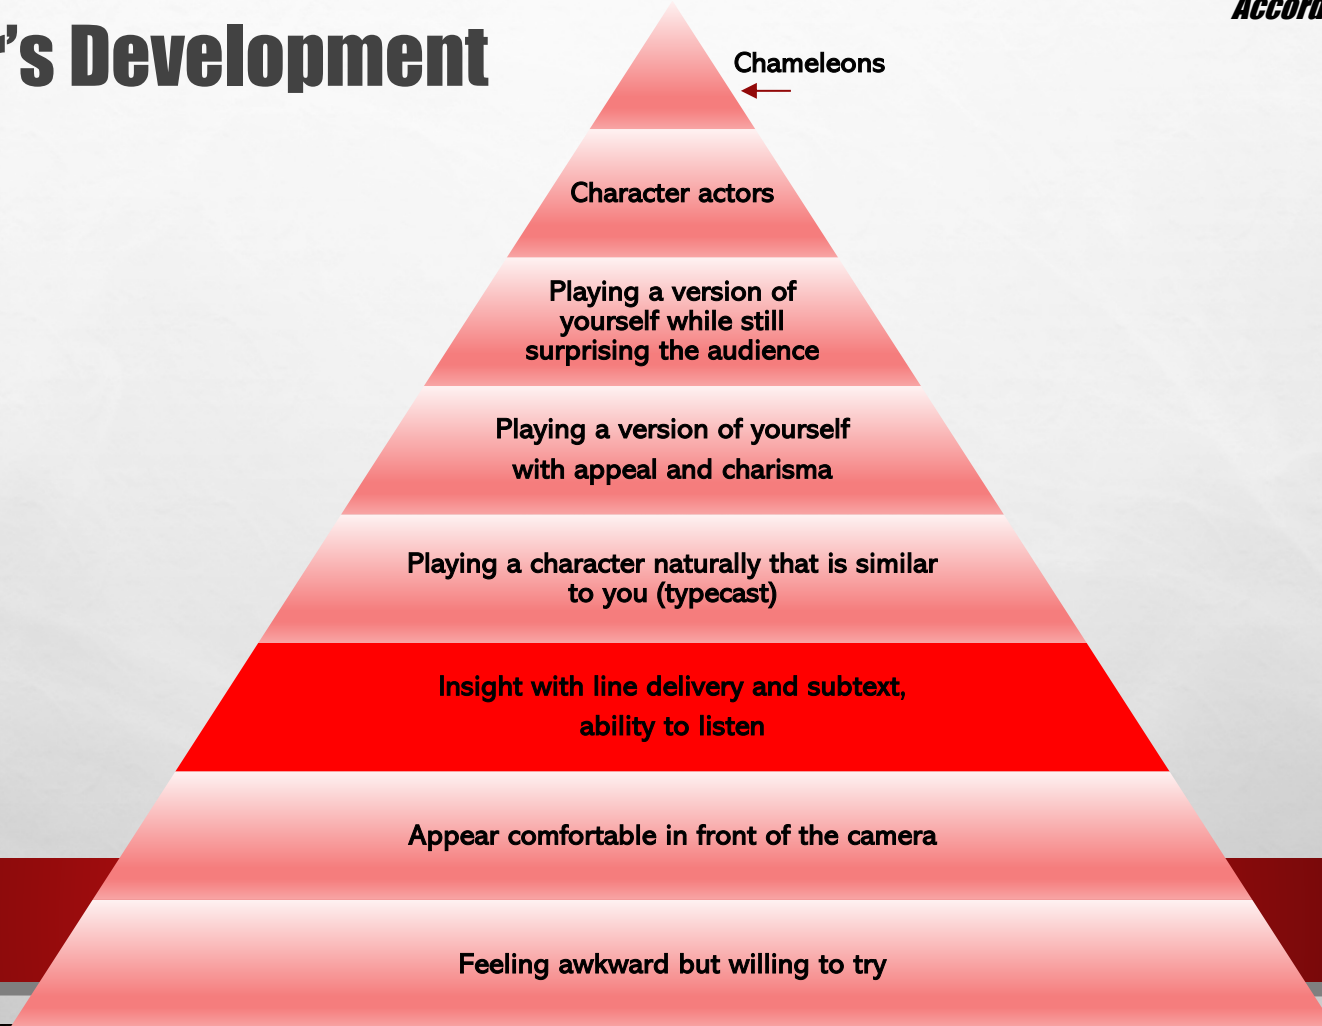 's Development
Chameleons
Character actors
Playing a version of
yourself while still
surprising the audience
Playing a version of yourself
with appeal and charisma
Playing a character naturally that is similar
to you (typecast)
Insight with line delivery and subtext,
ability to listen
Appear comfortable in front of the camera
Feeling awkward but willing to try